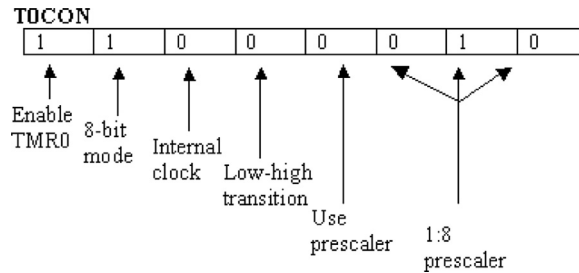 T0CON
1 1 0 0 0 0 1 0
Enable
TMR0
8-bit
mode
Internal
clock
Low-high
transition
Use
prescaler
1:8
prescaler